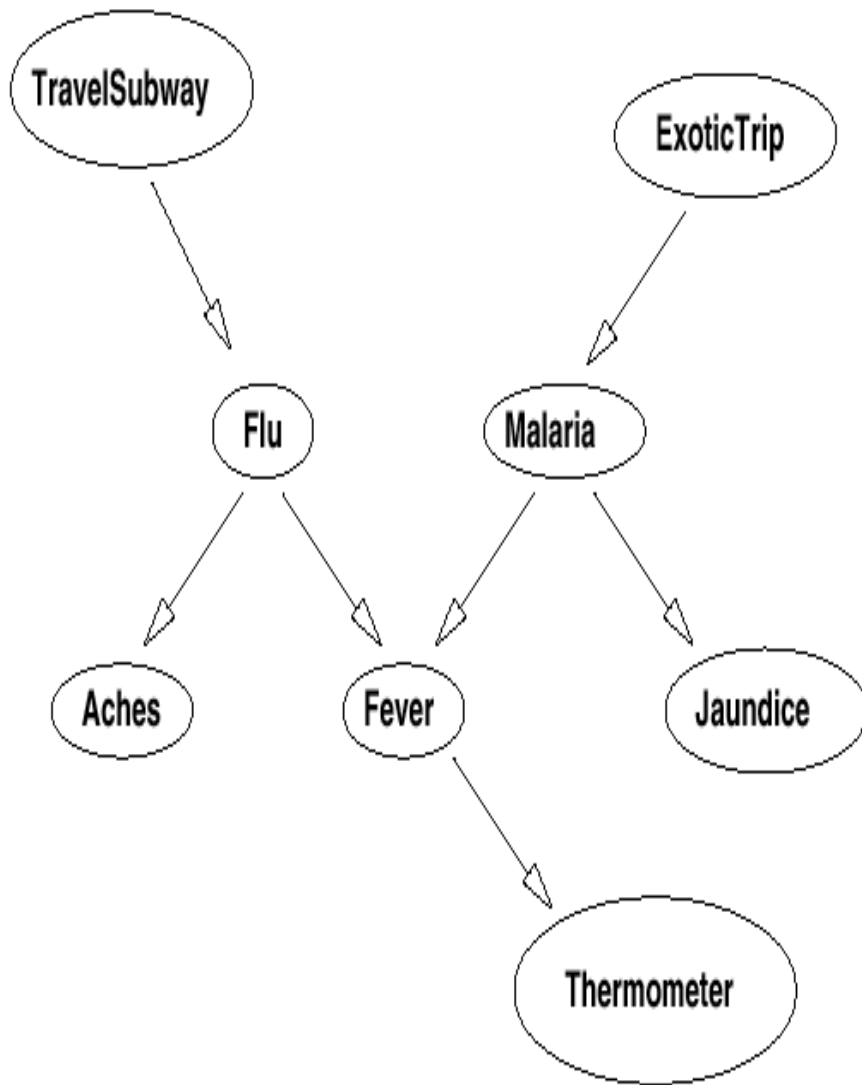 TravelSubway
ExoticTrip
Flu
Malaria
Aches
Fever
Jaundice
Thermometer